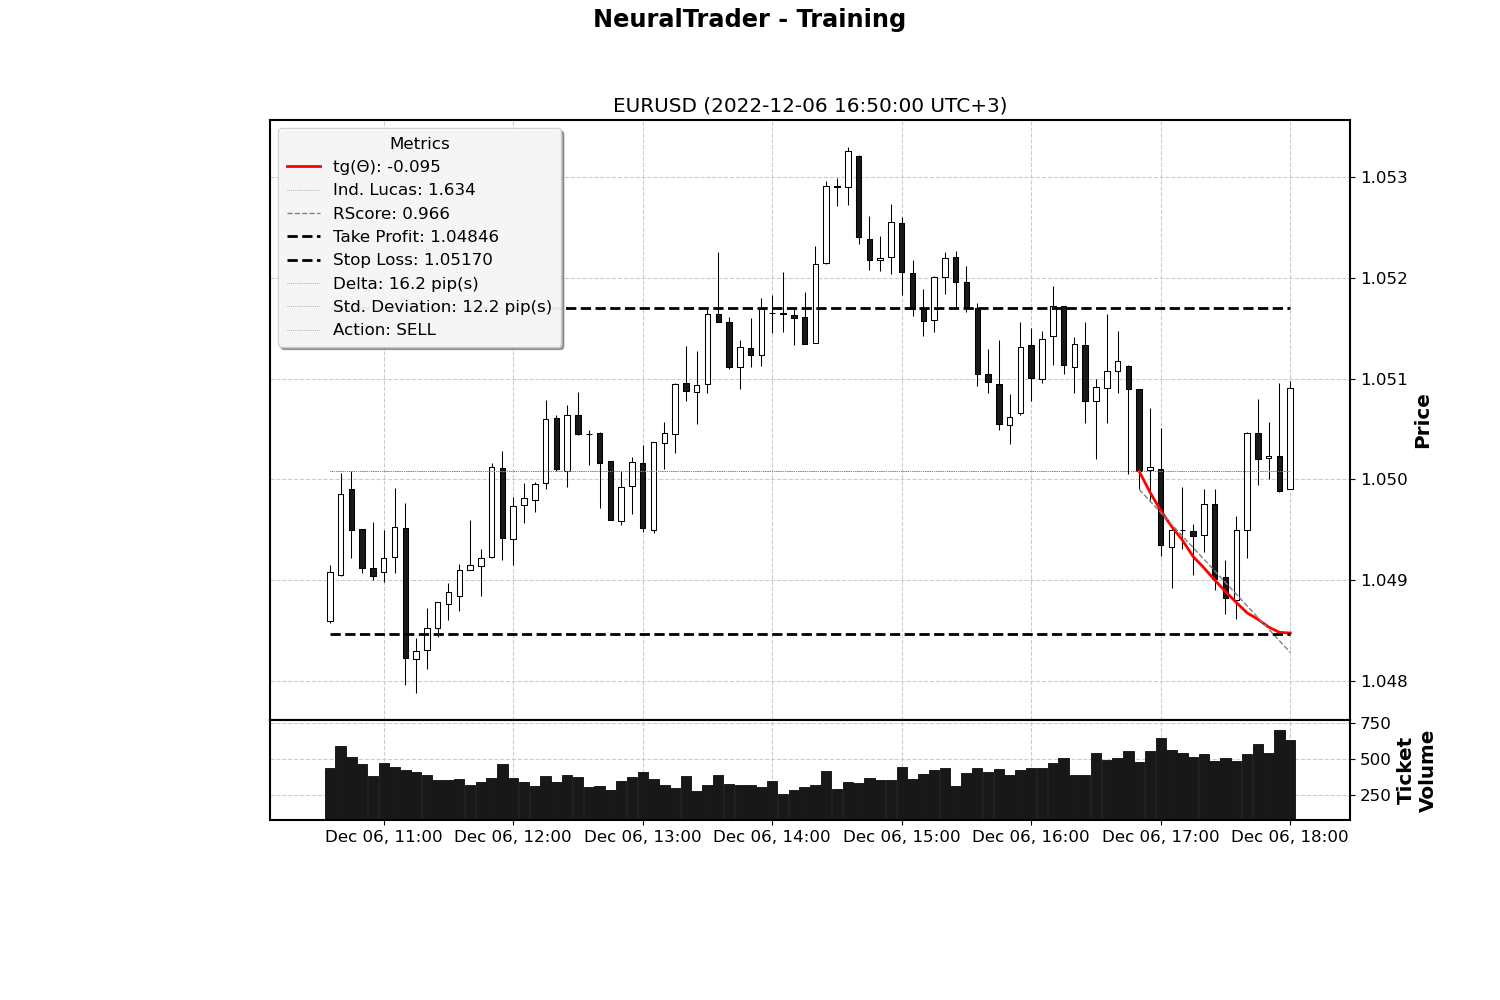 NeuralTrader - Training
EURUSD (2022-12-06 16:50:00 UTC+3)
Metrics
tg(Θ): -0.095
Ind. Lucas: 1.634
RScore: 0.966
Take Profit: 1.04846
Stop Loss: 1.05170
Delta: 16.2 pip(s)
Std. Deviation: 12.2 pip(s)
Action: SELL
1.053
1.052
1.051
1.050
1.049
1.048
Price
750
500
250
Ticket
Volume
Dec 06, 11:00 Dec 06, 12:00 Dec 06, 13:00 Dec 06, 14:00 Dec 06, 15:00 Dec 06, 16:00 Dec 06, 17:00 Dec 06, 18:00